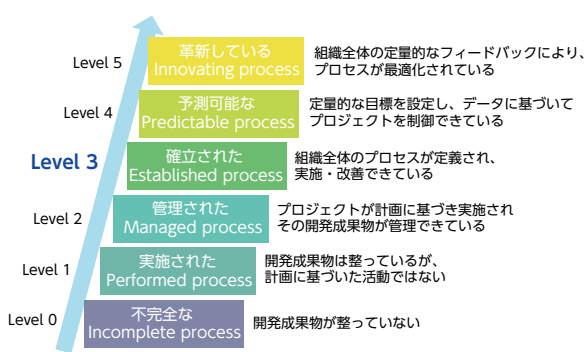 Level 5
革新している
Innovating process
組織全体の定量的なフィードバックにより、
プロセスが最適化されている
Level 4
予測可能な
Predictable process
定量的な目標を設定し、データに基づいて
プロジェクトを制御できている
Level 3
確立された
Established process
組織全体のプロセスが定義され、
実施・改善できている
Level 2
管理された
Managed process
プロジェクトが計画に基づき実施され
その開発成果物が管理できている
Level 1
実施された
Performed process
開発成果物は整っているが、
計画に基づいた活動ではない
Level 0
不完全な
Incomplete process
開発成果物が整っていない